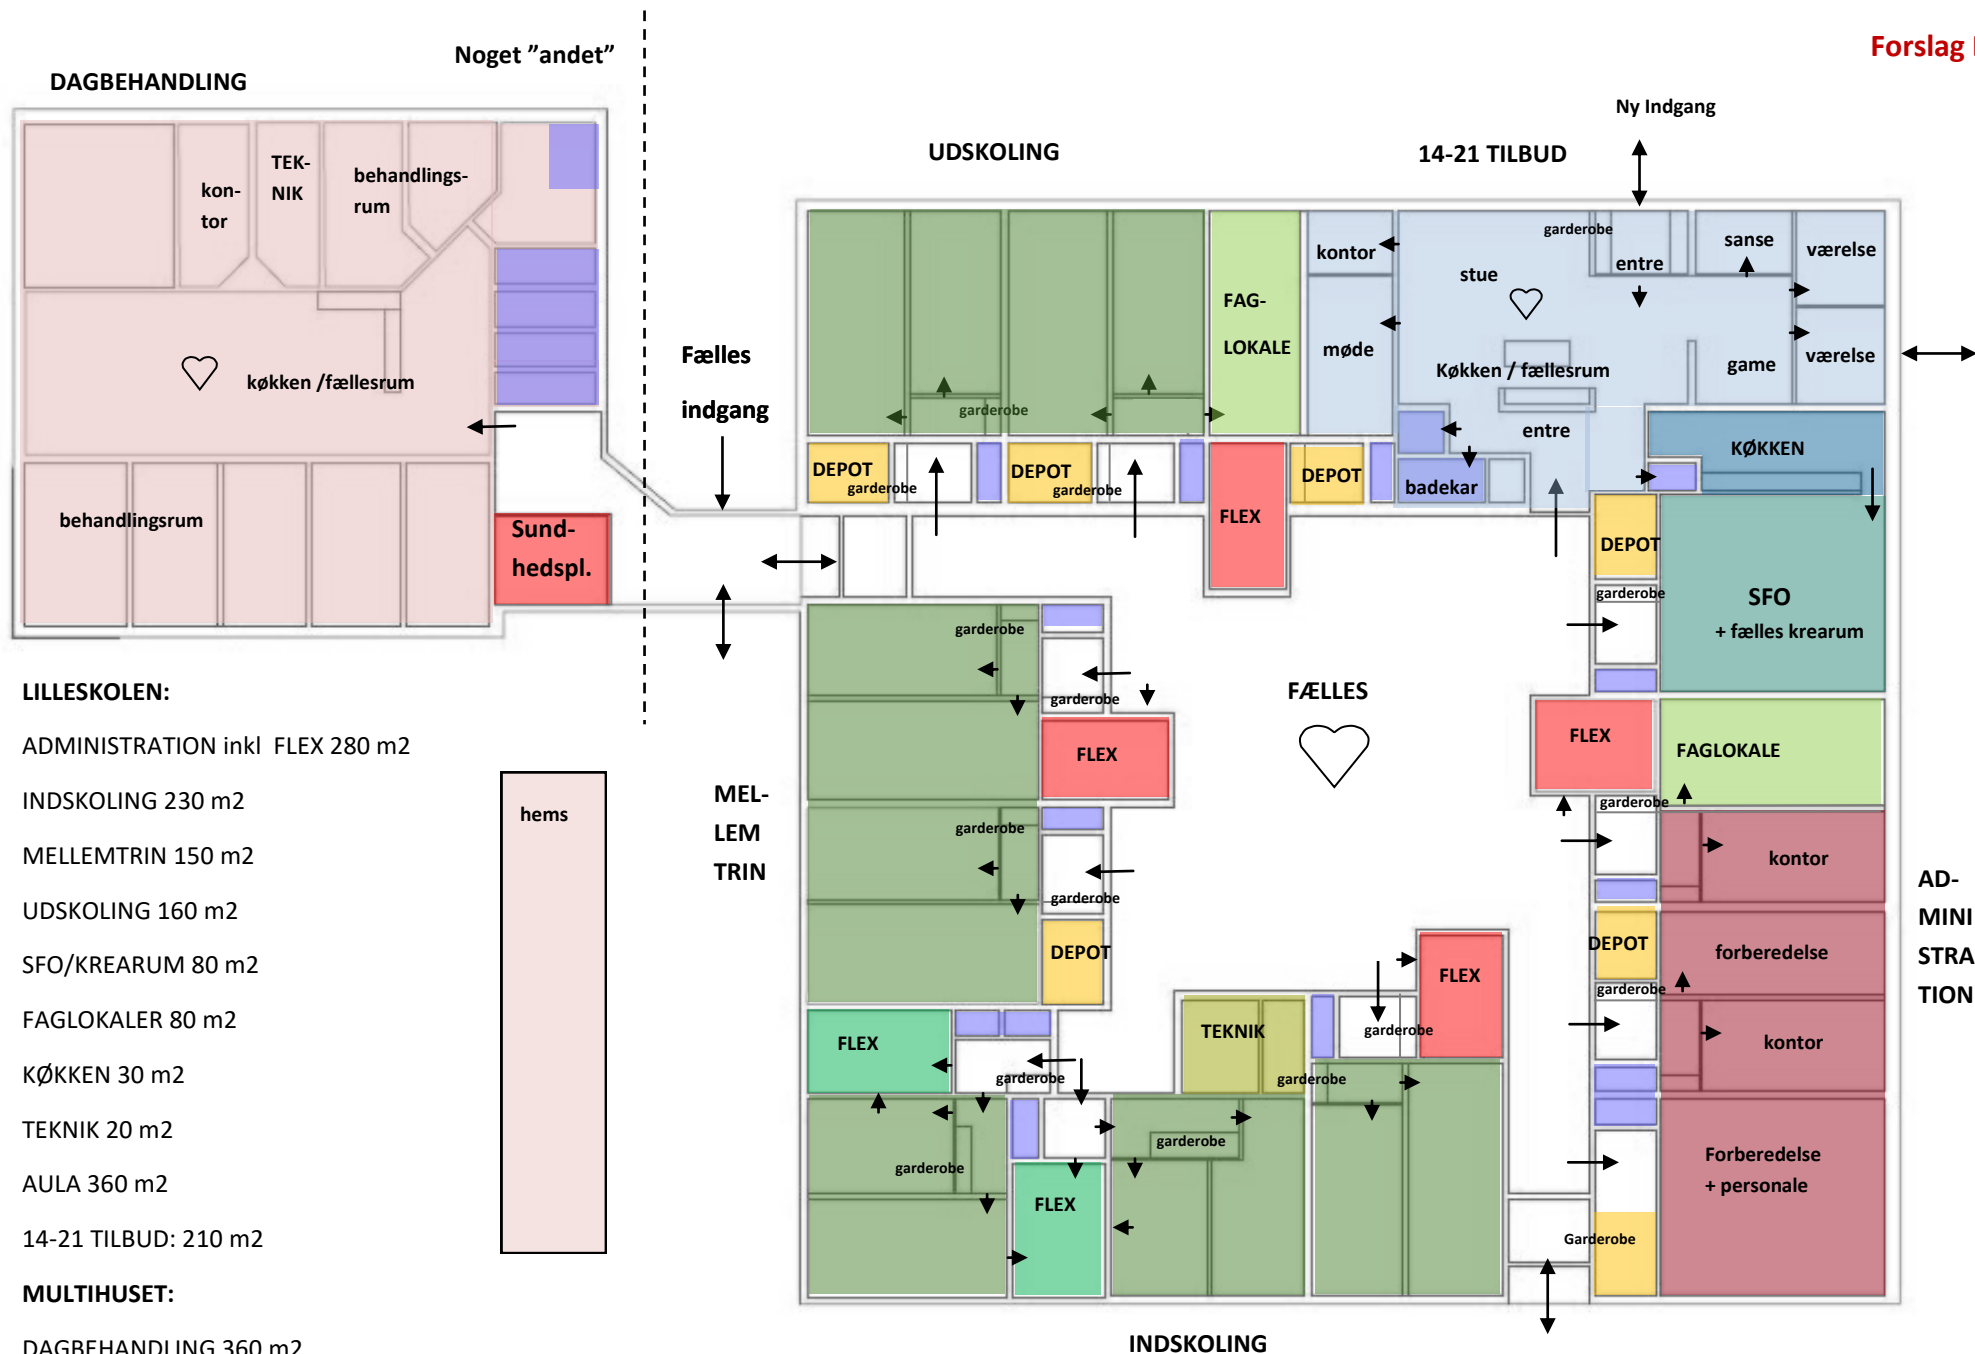 Noget ”andet”
Forslag
DAGBEHANDLING
Ny Indgang
UDSKOLING
14-21 TILBUD
kon-
tor
TEK-
NIK
behandlings-
rum
køkken /fællesrum
behandlingsrum
Sund-
hedspl.
Fælles
indgang
FAG-
LOKALE
kontor
møde
stue
garderobe
entre
sanse
værelse
værelse
game
Køkken / fællesrum
entre
badekar
KØKKEN
garderobe
DEPOT
garderobe
DEPOT
garderobe
FLEX
DEPOT
DEPOT
garderobe
SFO
+ fælles krearum
garderobe
garderobe
FLEX
MEL-
LEM
TRIN
garderobe
garderobe
DEPOT
FÆLLES
FLEX
FAGLOKALE
garderobe
kontor
DEPOT
forberedelse
garderobe
kontor
AD-
MINI
STRA
TION
Forberedelse
+ personale
Garderobe
FLEX
garderobe
TEKNIK
garderobe
FLEX
garderobe
garderobe
garderobe
FLEX
INDSKOLING
LILLESKOLEN:
ADMINISTRATION inkl  FLEX 280 m2
INDSKOLING 230 m2
MELLEMTRIN 150 m2
UDSKOLING 160 m2
SFO/KREARUM 80 m2
FAGLOKALER 80 m2
KØKKEN 30 m2
TEKNIK 20 m2
AULA 360 m2
14-21 TILBUD: 210 m2
MULTIHUSET:
DAGBEHANDLING 360 m2
hems